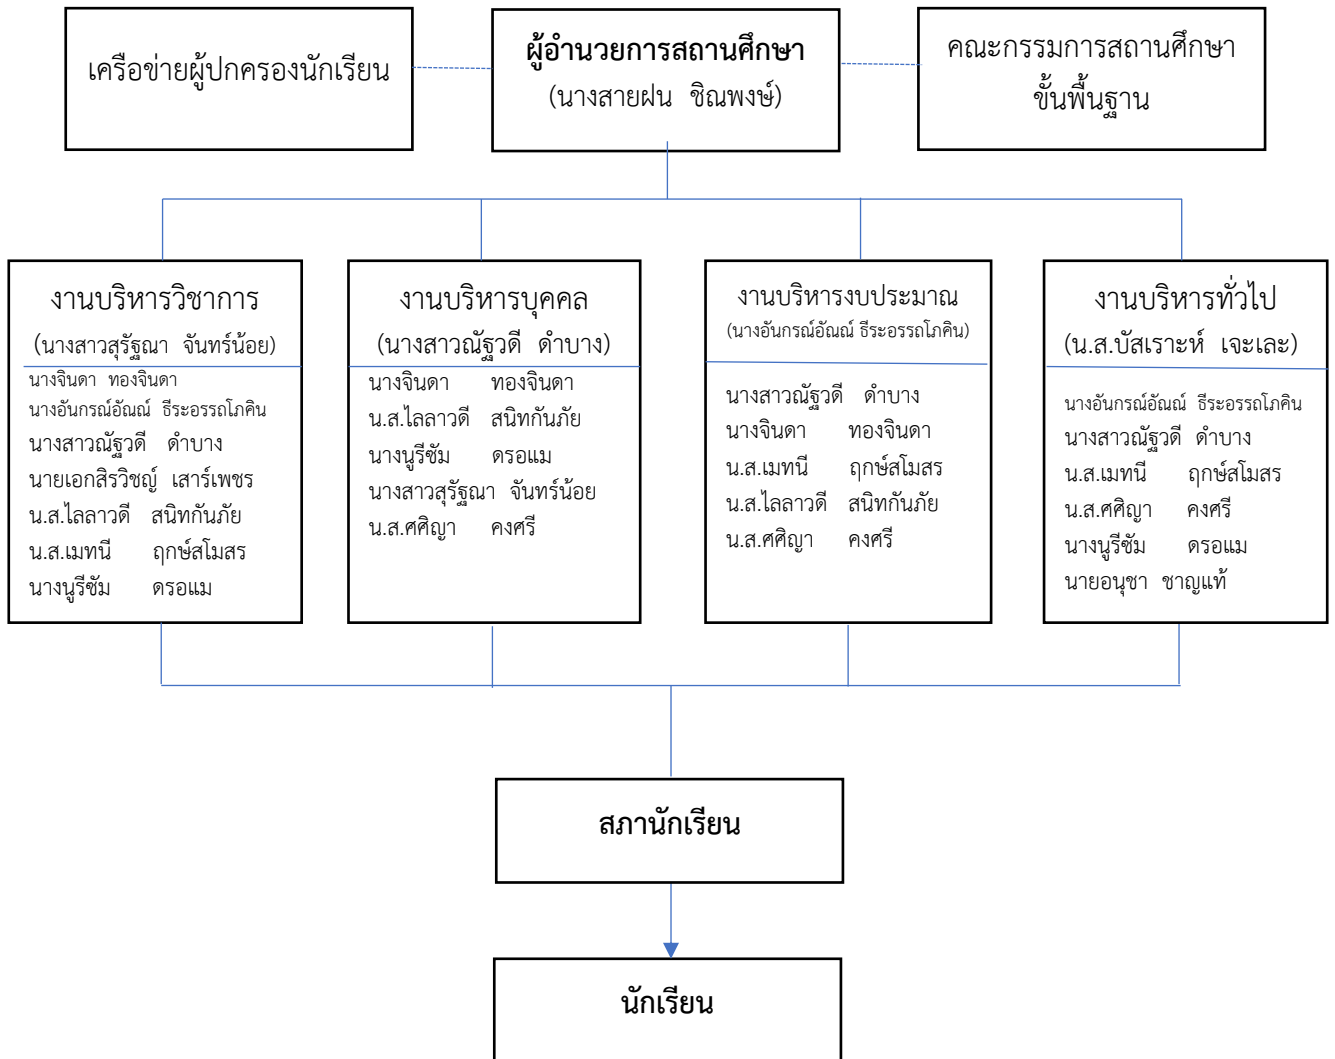 เครือข่ายผู้ปกครองนักเรียน
ผู้อำนวยการสถานศึกษา
(นางสายฝน ชิณพงษ์)
คณะกรรมการสถานศึกษา
ขั้นพื้นฐาน
งานบริหารวิชาการ
(นางสาวสุรัฐณา จันทร์น้อย)
นางจินดา ทองจินดา
นางอันกรณ์อัณณ์ ธีระอรรถโภคิน
นางสาวณัฐวดี ดำบาง
นายเอกสิรวิชญ์ เสาร์เพชร
น.ส.ไลลาวดี สนิทกันภัย
น.ส.เมทนี ฤกษ์สโมสร
นางนูรีซัม ดรอแม
งานบริหารบุคคล
(นางสาวณัฐวดี ดำบาง)
นางจินดา ทองจินดา
น.ส.ไลลาวดี สนิทกันภัย
นางนูรีซัม ดรอแม
นางสาวสุรัฐณา จันทร์น้อย
น.ส.ศศิญา คงศรี
งานบริหารงบประมาณ
(นางอันกรณ์อัณณ์ ธีระอรรถโภคิน)
นางสาวณัฐวดี ดำบาง
นางจินดา ทองจินดา
น.ส.เมทนี ฤกษ์สโมสร
น.ส.ไลลาวดี สนิทกันภัย
น.ส.ศศิญา คงศรี
งานบริหารทั่วไป
(น.ส.บัสเราะห์ เจะเละ)
นางอันกรณ์อัณณ์ ธีระอรรถโภคิน
นางสาวณัฐวดี ดำบาง
น.ส.เมทนี ฤกษ์สโมสร
น.ส.ศศิญา คงศรี
นางนูรีซัม ดรอแม
นายอนุชา ชาญแท้
สภานักเรียน
นักเรียน